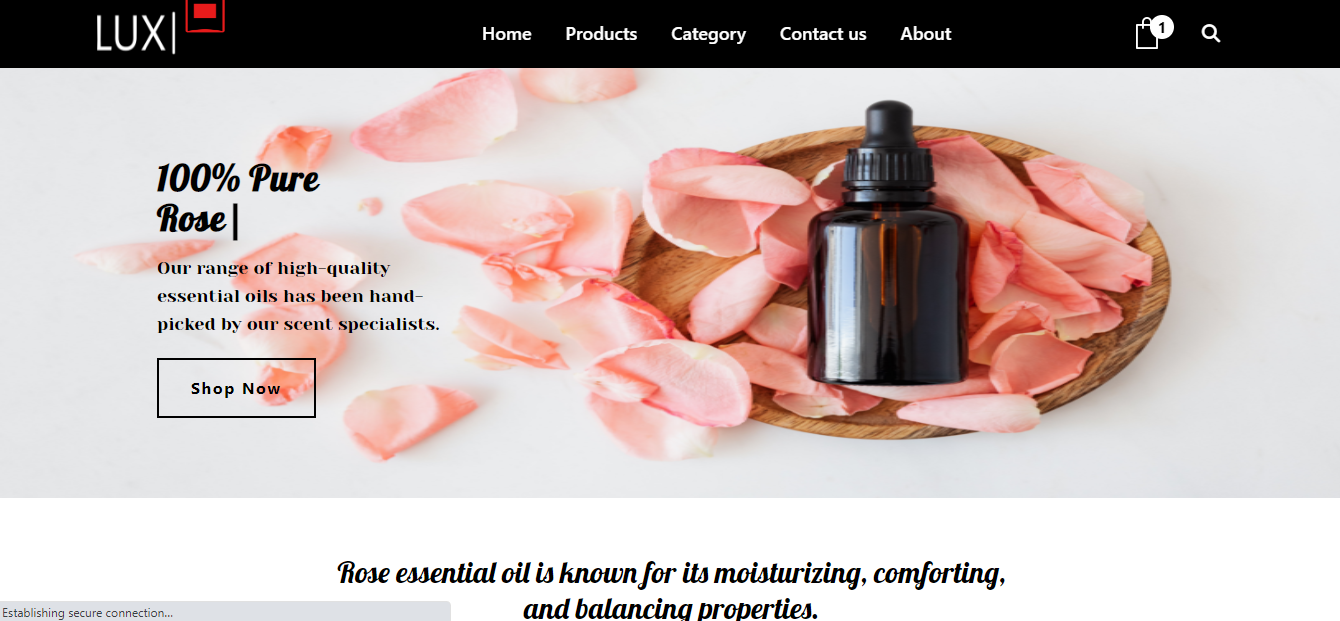 LUX|
Home Products Category Contact us About
1
100% Pure
Rose|
Our range of high-quality
essential oils has been hand-
picked by our scent specialists.
Shop Now
Rose essential oil is known for its moisturizing, comforting,
and balancing properties.
Establishing secure connection...